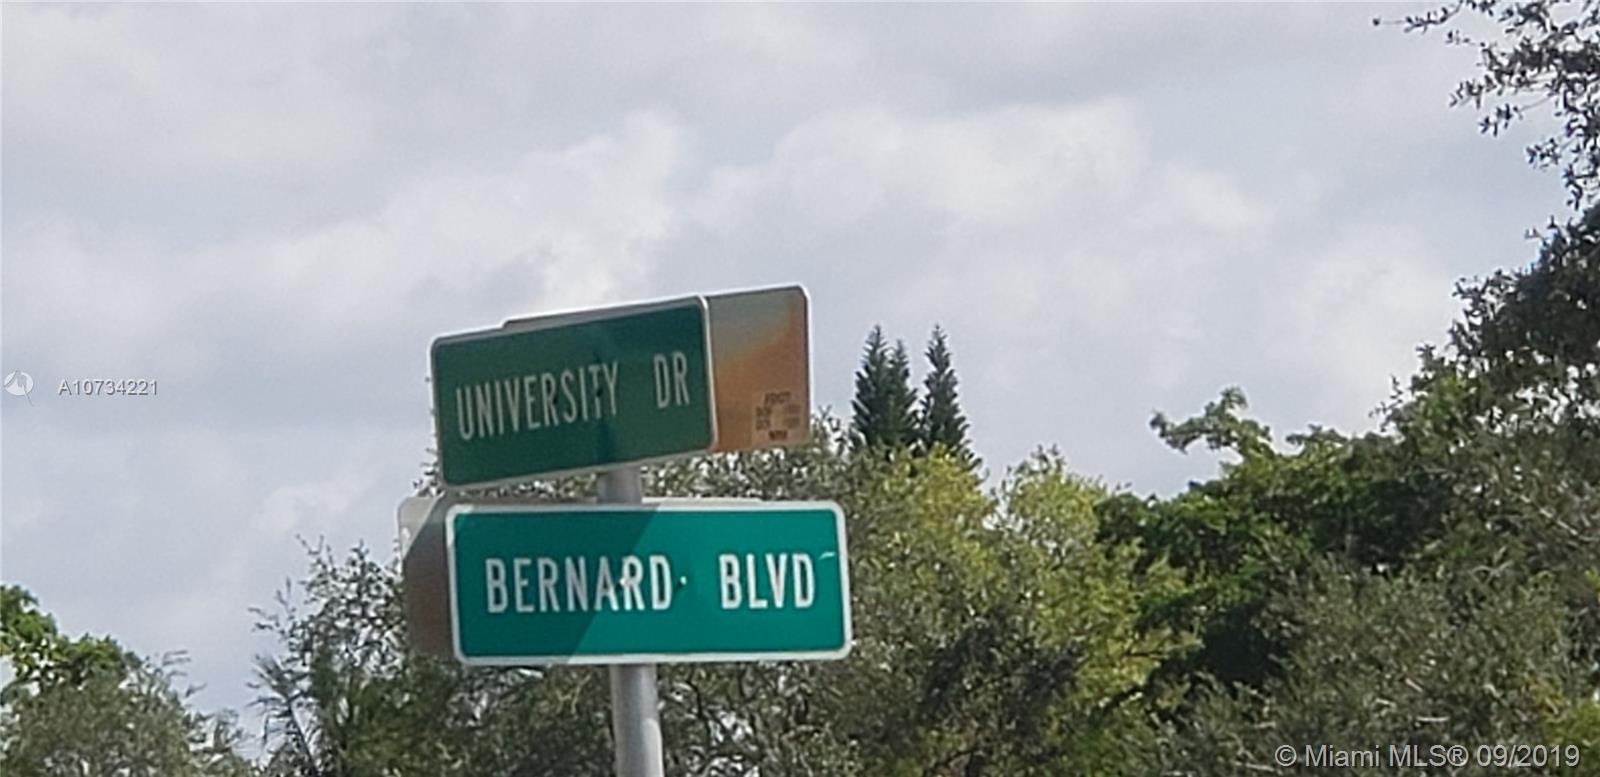 UNIVERSITY DR
BERNARD BLVD
A10734221
© Miami MLS® 09/2019